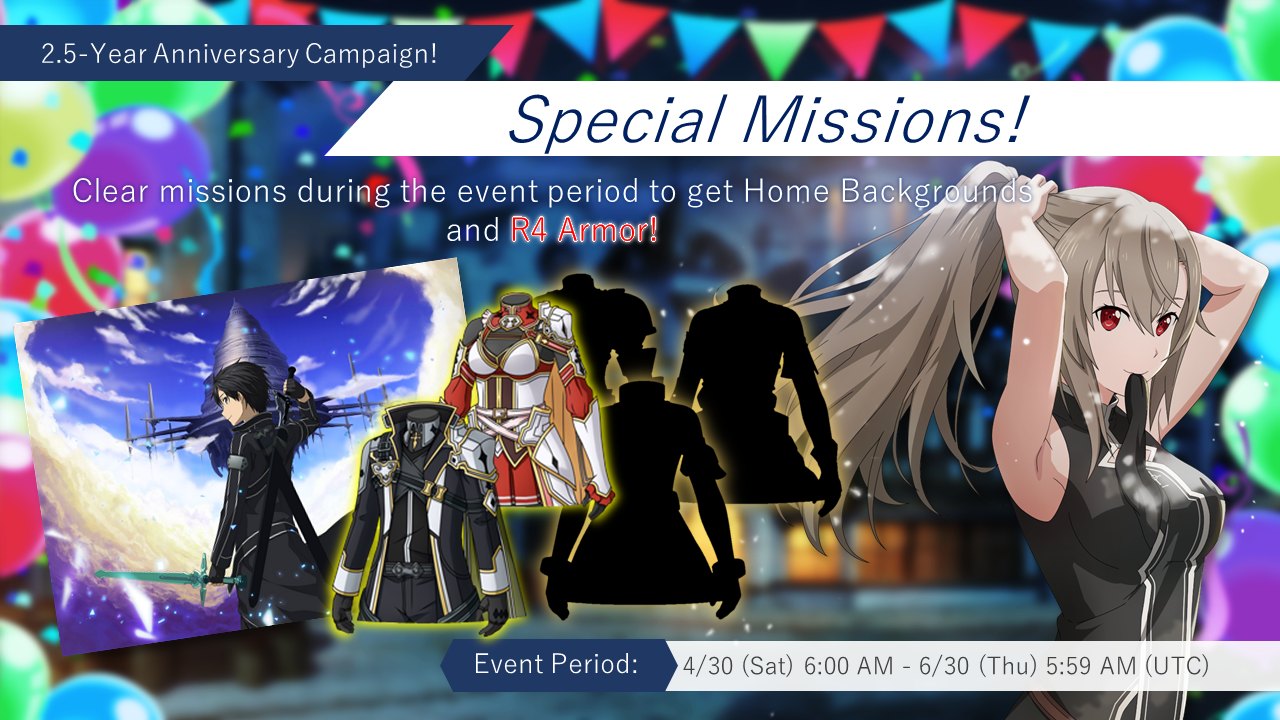 2.5-Year Anniversary Campaign!
Special Missions!
Clear missions during the event period to get Home Backgrounds
and R4 Armor!
Event Period: 4/30 (Sat) 6:00 AM - 6/30 (Thu) 5:59 AM (UTC)